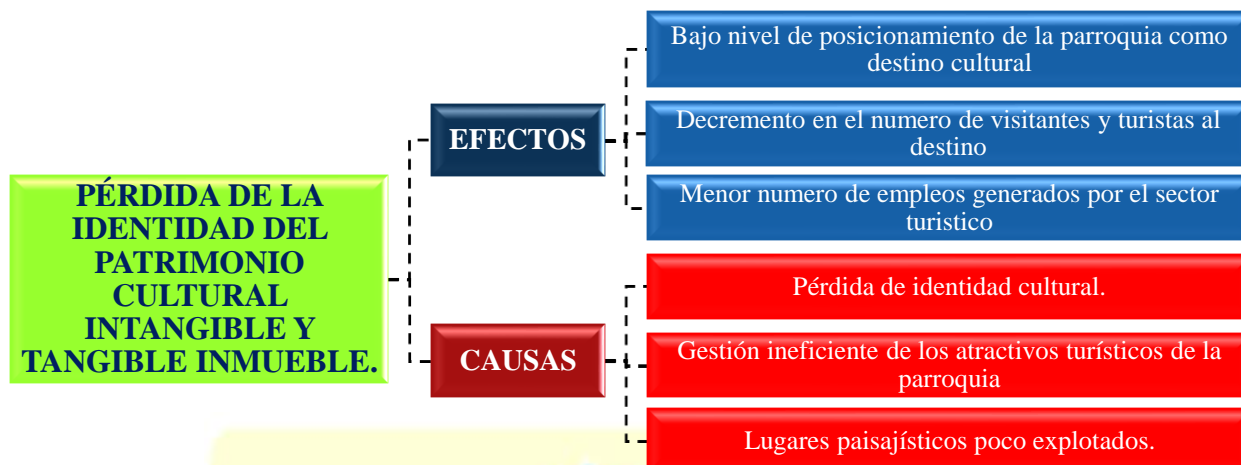 PÉRDIDA DE LA
IDENTIDAD DEL
PATRIMONIO
CULTURAL
INTANGIBLE Y
TANGIBLE INMUEBLE.
EFECTOS
Bajo nivel de posicionamiento de la parroquia como
destino cultural
Decremento en el numero de visitantes y turistas al
destino
Menor numero de empleos generados por el sector
turistico
CAUSAS
Pérdida de identidad cultural.
Gestión ineficiente de los atractivos turísticos de la
parroquia
Lugares paisajísticos poco explotados.